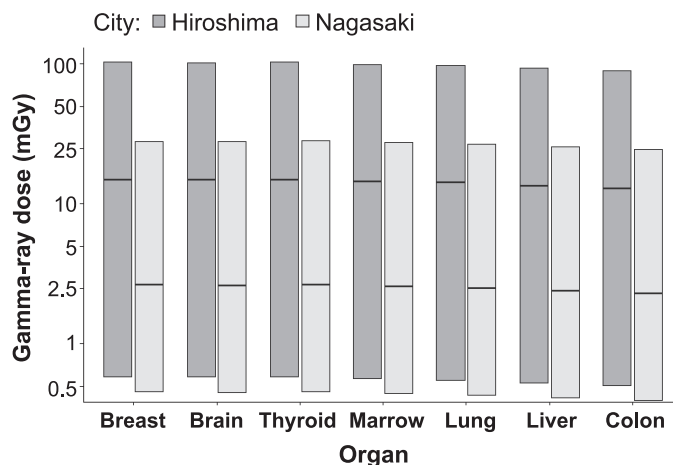 City: Hiroshima Nagasaki
Gamma-ray dose (mGy)
100
50
25
10
5
2.5
1
0.5
Breast Brain Thyroid Marrow Lung Liver Colon
Organ